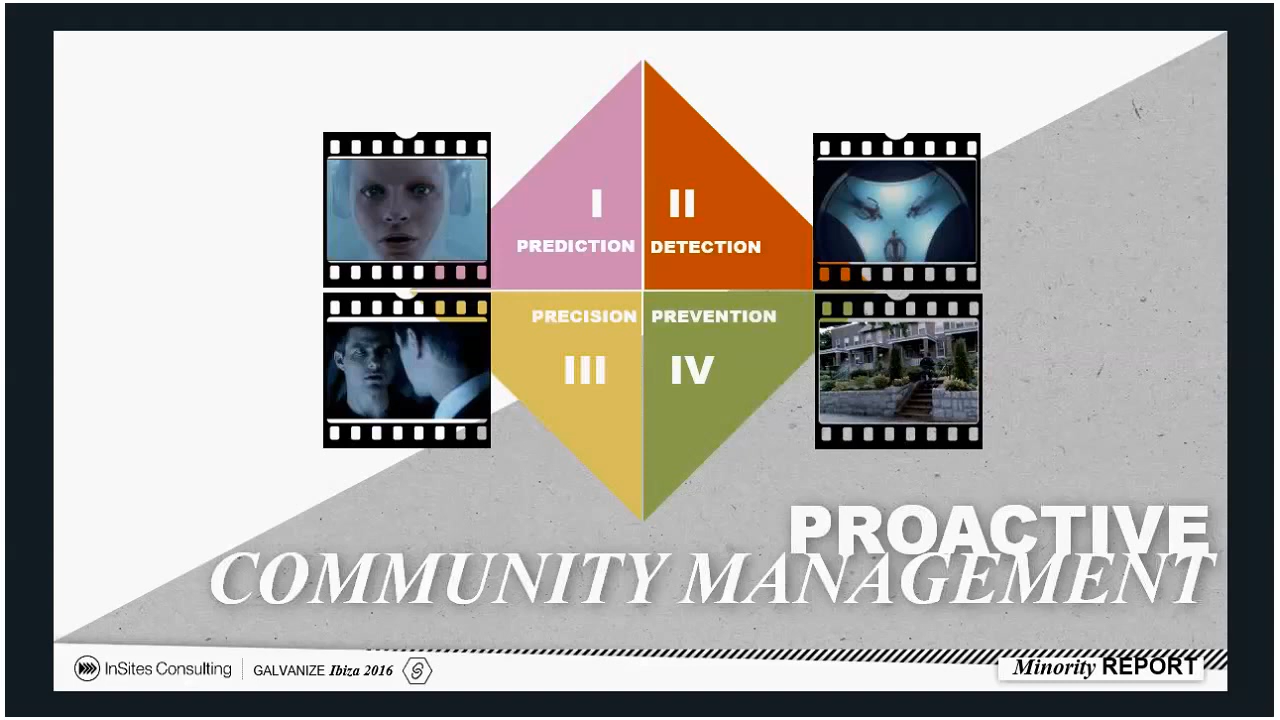 I
II
PREDICTION
DETECTION
PRECISION
PREVENTION
III
IV
PROACTIVE
COMMUNITY MANAGEMENT
InSites Consulting
GALVANIZE Ibiza 2016
Minority REPORT